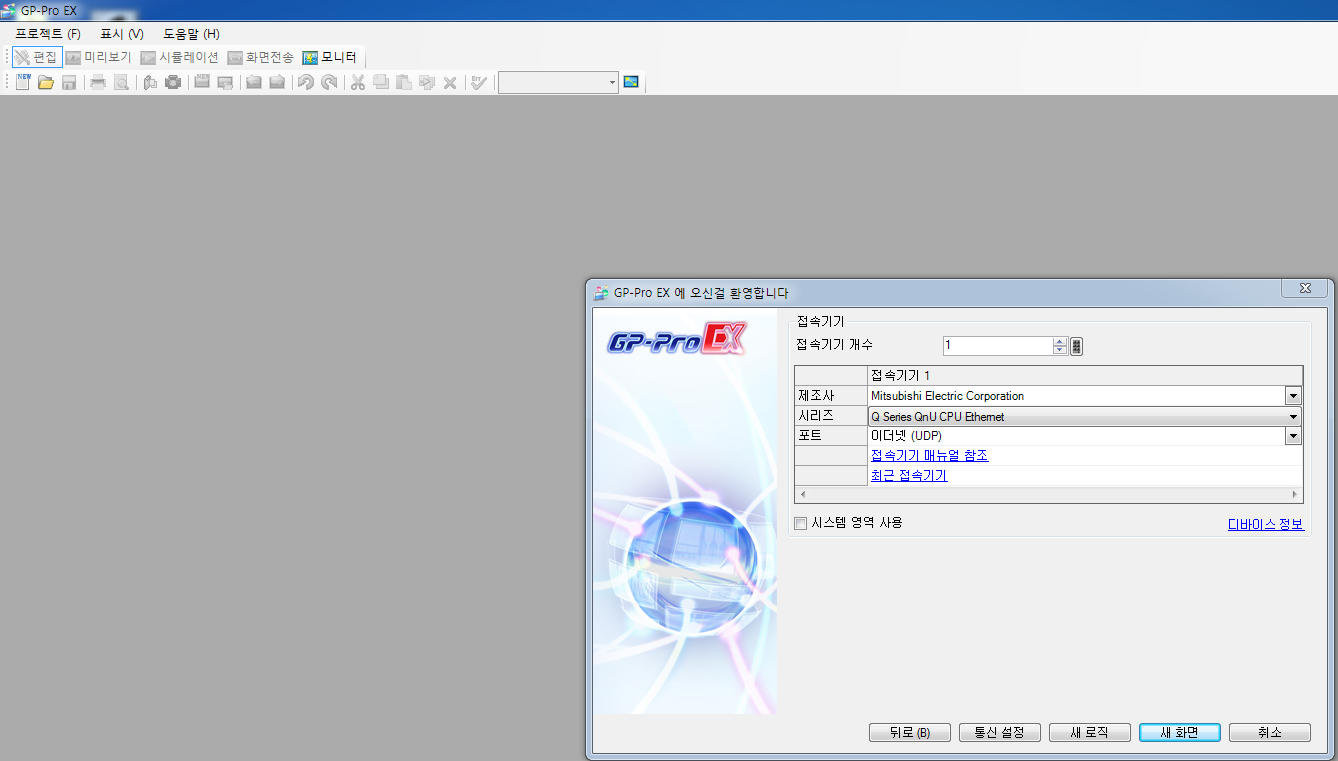 GP-Pro EX
프로젝트 (F) 표시 (V) 도움말 (H)
편집 미리보기 시뮬레이션 화면전송 모니터
NEW
GP-Pro EX 에 오신걸 환영합니다
GP-Pro EX
접속기기
접속기기 개수 1
접속기기 1
제조사 Mitsubishi Electric Corporation
시리즈 Q Series QnU CPU Ethernet
포트 이더넷 (UDP)
접속기기 매뉴얼 참조
최근 접속기기
시스템 영역 사용 디바이스 정보
뒤로 (B) 통신 설정 새 로직 새 화면 취소